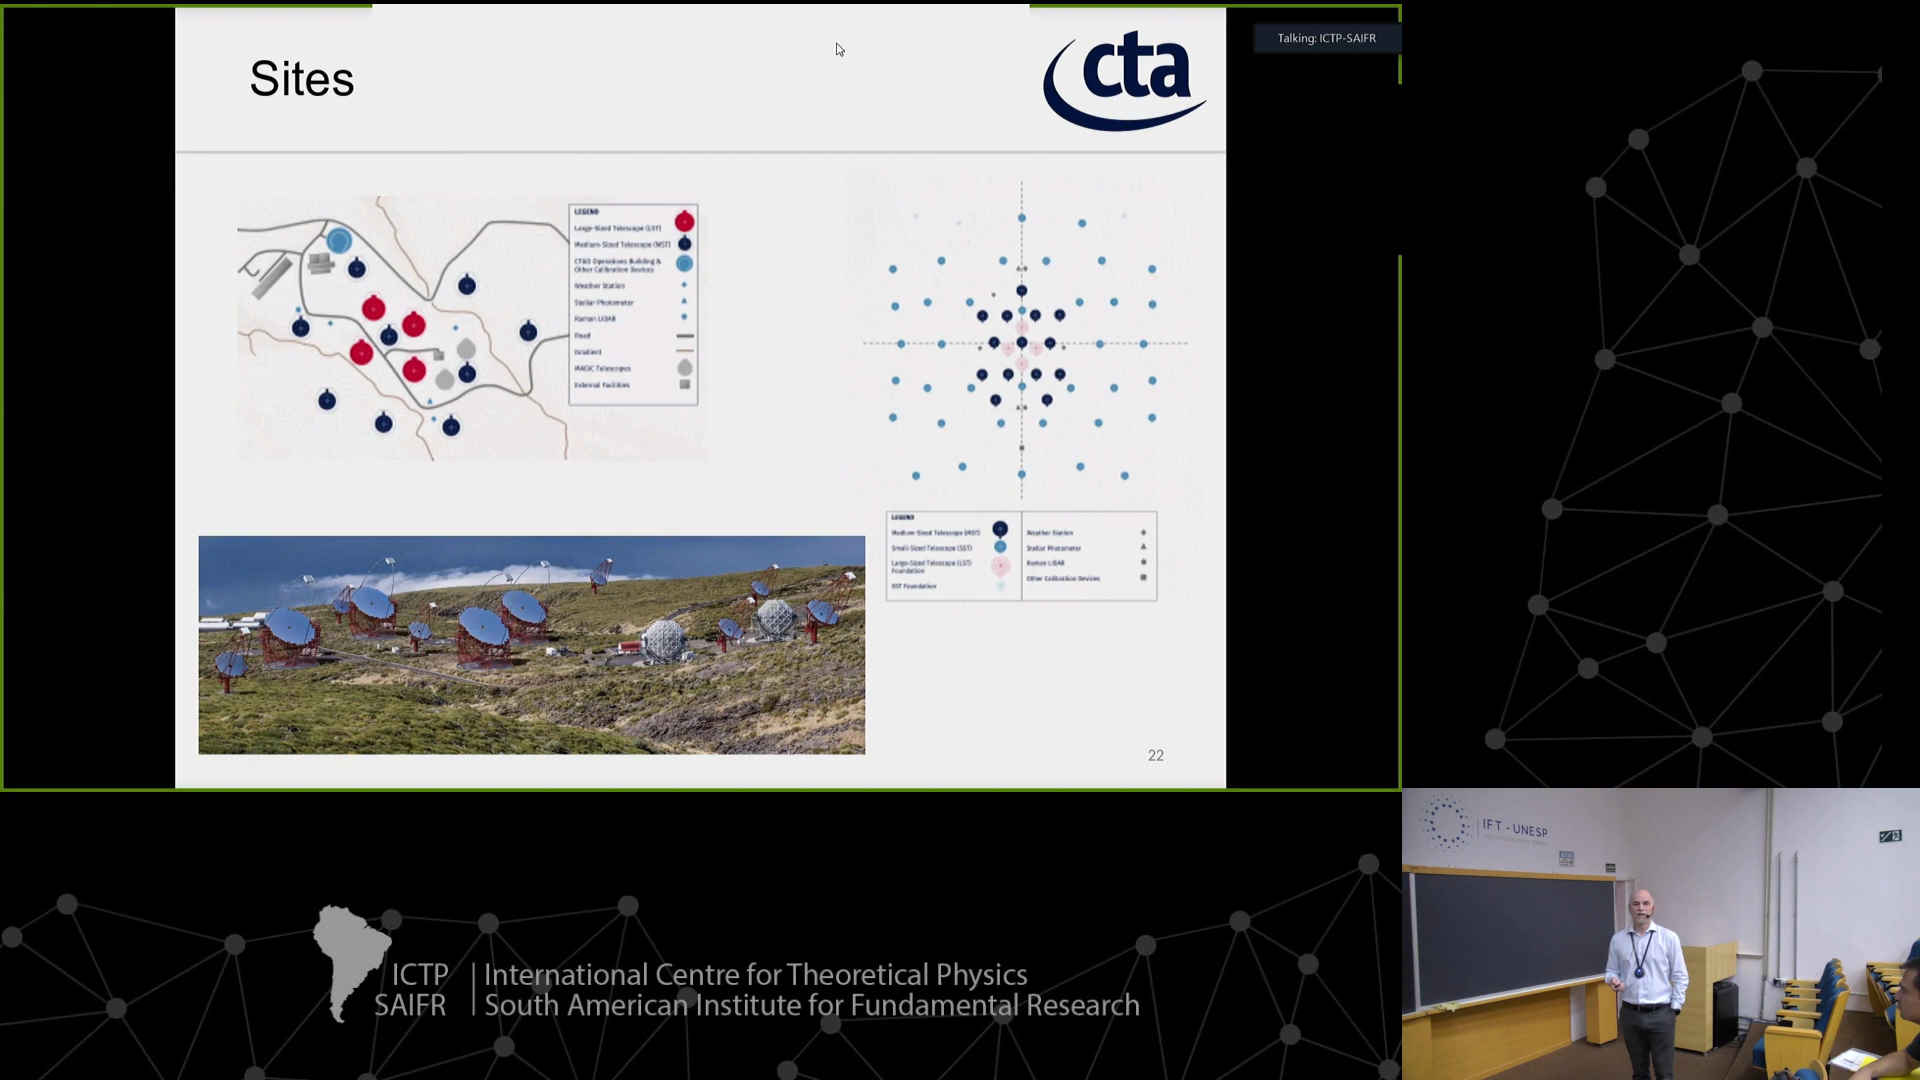 Talking: ICTP-SAIFR
Sites
cta
LEGEND
Large-Sized Telescope (LST)
Medium-Sized Telescope (MST)
CTAO Operations Building &
Other Calibration Devices
Weather Station
Stellar Photometer
Raman LIDAR
Road
Gradient
MAGIC Telescopes
External Facilities
LEGEND
Medium-Sized Telescope (MST)
Small-Sized Telescope (SST)
Large-Sized Telescope (LST)
Foundation
SST Foundation
Weather Station
Stellar Photometer
Raman LIDAR
Other Calibration Devices
22
IFT - UNESP
ICTP
SAIFR
International Centre for Theoretical Physics
South American Institute for Fundamental Research